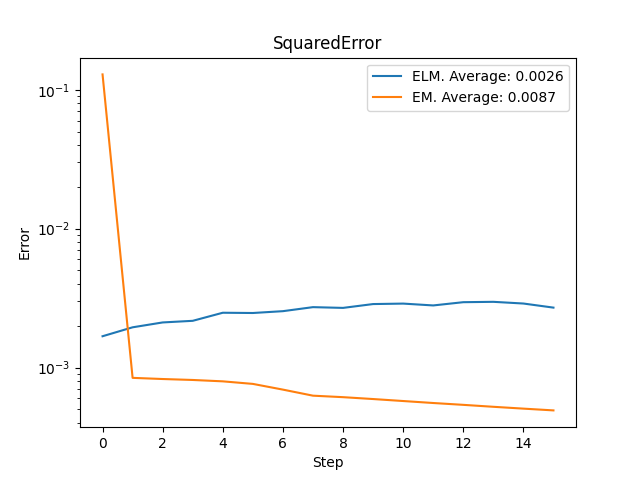 SquaredError
ELM. Average: 0.0026
EM. Average: 0.0087
10⁻¹
10⁻²
10⁻³
Error
0 2 4 6 8 10 12 14
Step